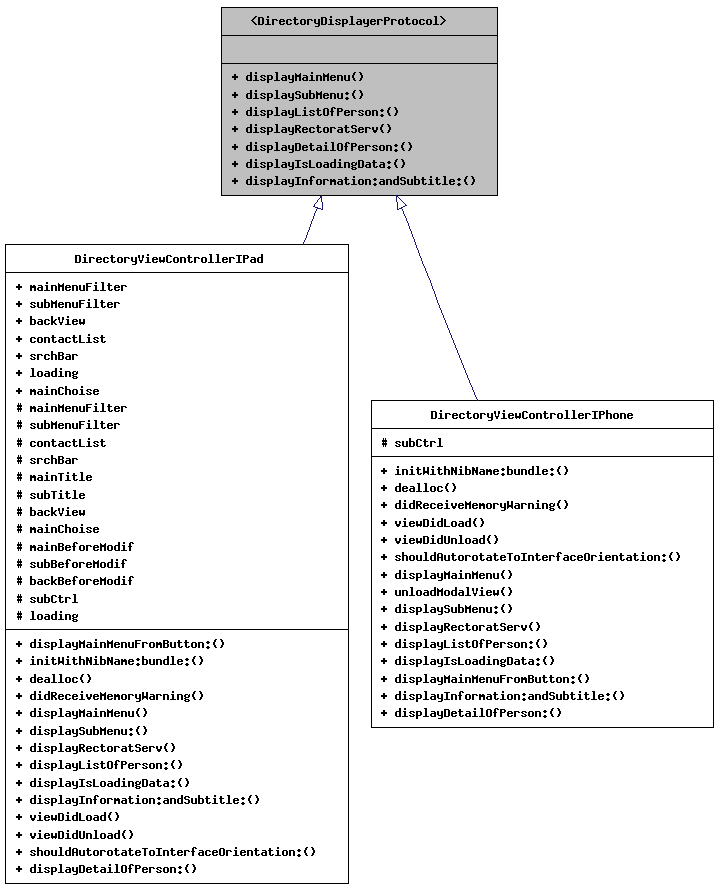 <DirectoryDisplayerProtocol>
+ displayMainMenu()
+ displaySubMenu:()
+ displayListOfPerson:()
+ displayRectoratServ()
+ displayDetailOfPerson:()
+ displayIsLoadingData:()
+ displayInformation:andSubtitle:()
DirectoryViewControllerIPad
+ mainMenuFilter
+ subMenuFilter
+ backView
+ contactList
+ srchBar
+ loading
+ mainChoise
# mainMenuFilter
# subMenuFilter
# contactList
# srchBar
# mainTitle
# subTitle
# backView
# mainChoise
# mainBeforeModif
# subBeforeModif
# backBeforeModif
# subCtrl
# loading
+ displayMainMenuFromButton:()
+ initWithNibName:bundle:()
+ dealloc()
+ didReceiveMemoryWarning()
+ displayMainMenu()
+ displaySubMenu:()
+ displayRectoratServ()
+ displayListOfPerson:()
+ displayIsLoadingData:()
+ displayInformation:andSubtitle:()
+ viewDidLoad()
+ viewDidUnload()
+ shouldAutorotateToInterfaceOrientation:()
+ displayDetailOfPerson:()
DirectoryViewControllerIPhone
# subCtrl
+ initWithNibName:bundle:()
+ dealloc()
+ didReceiveMemoryWarning()
+ viewDidLoad()
+ viewDidUnload()
+ shouldAutorotateToInterfaceOrientation:()
+ displayMainMenu()
+ unloadModalView()
+ displaySubMenu:()
+ displayRectoratServ()
+ displayListOfPerson:()
+ displayIsLoadingData:()
+ displayMainMenuFromButton:()
+ displayInformation:andSubtitle:()
+ displayDetailOfPerson:()